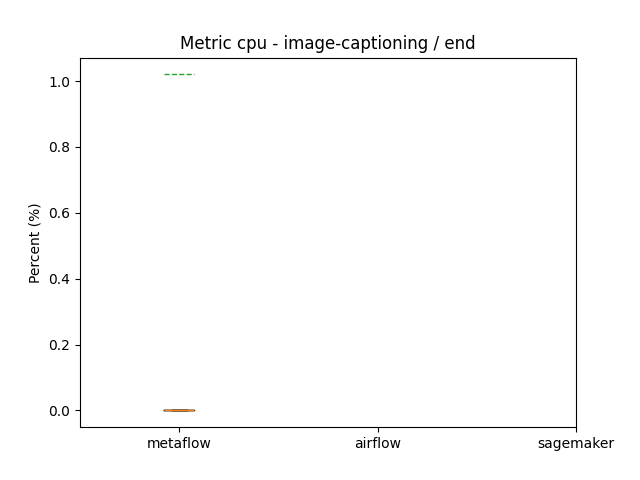 Metric cpu - image-captioning / end
Percent (%)
1.0
0.8
0.6
0.4
0.2
0.0
metaflow airflow sagemaker